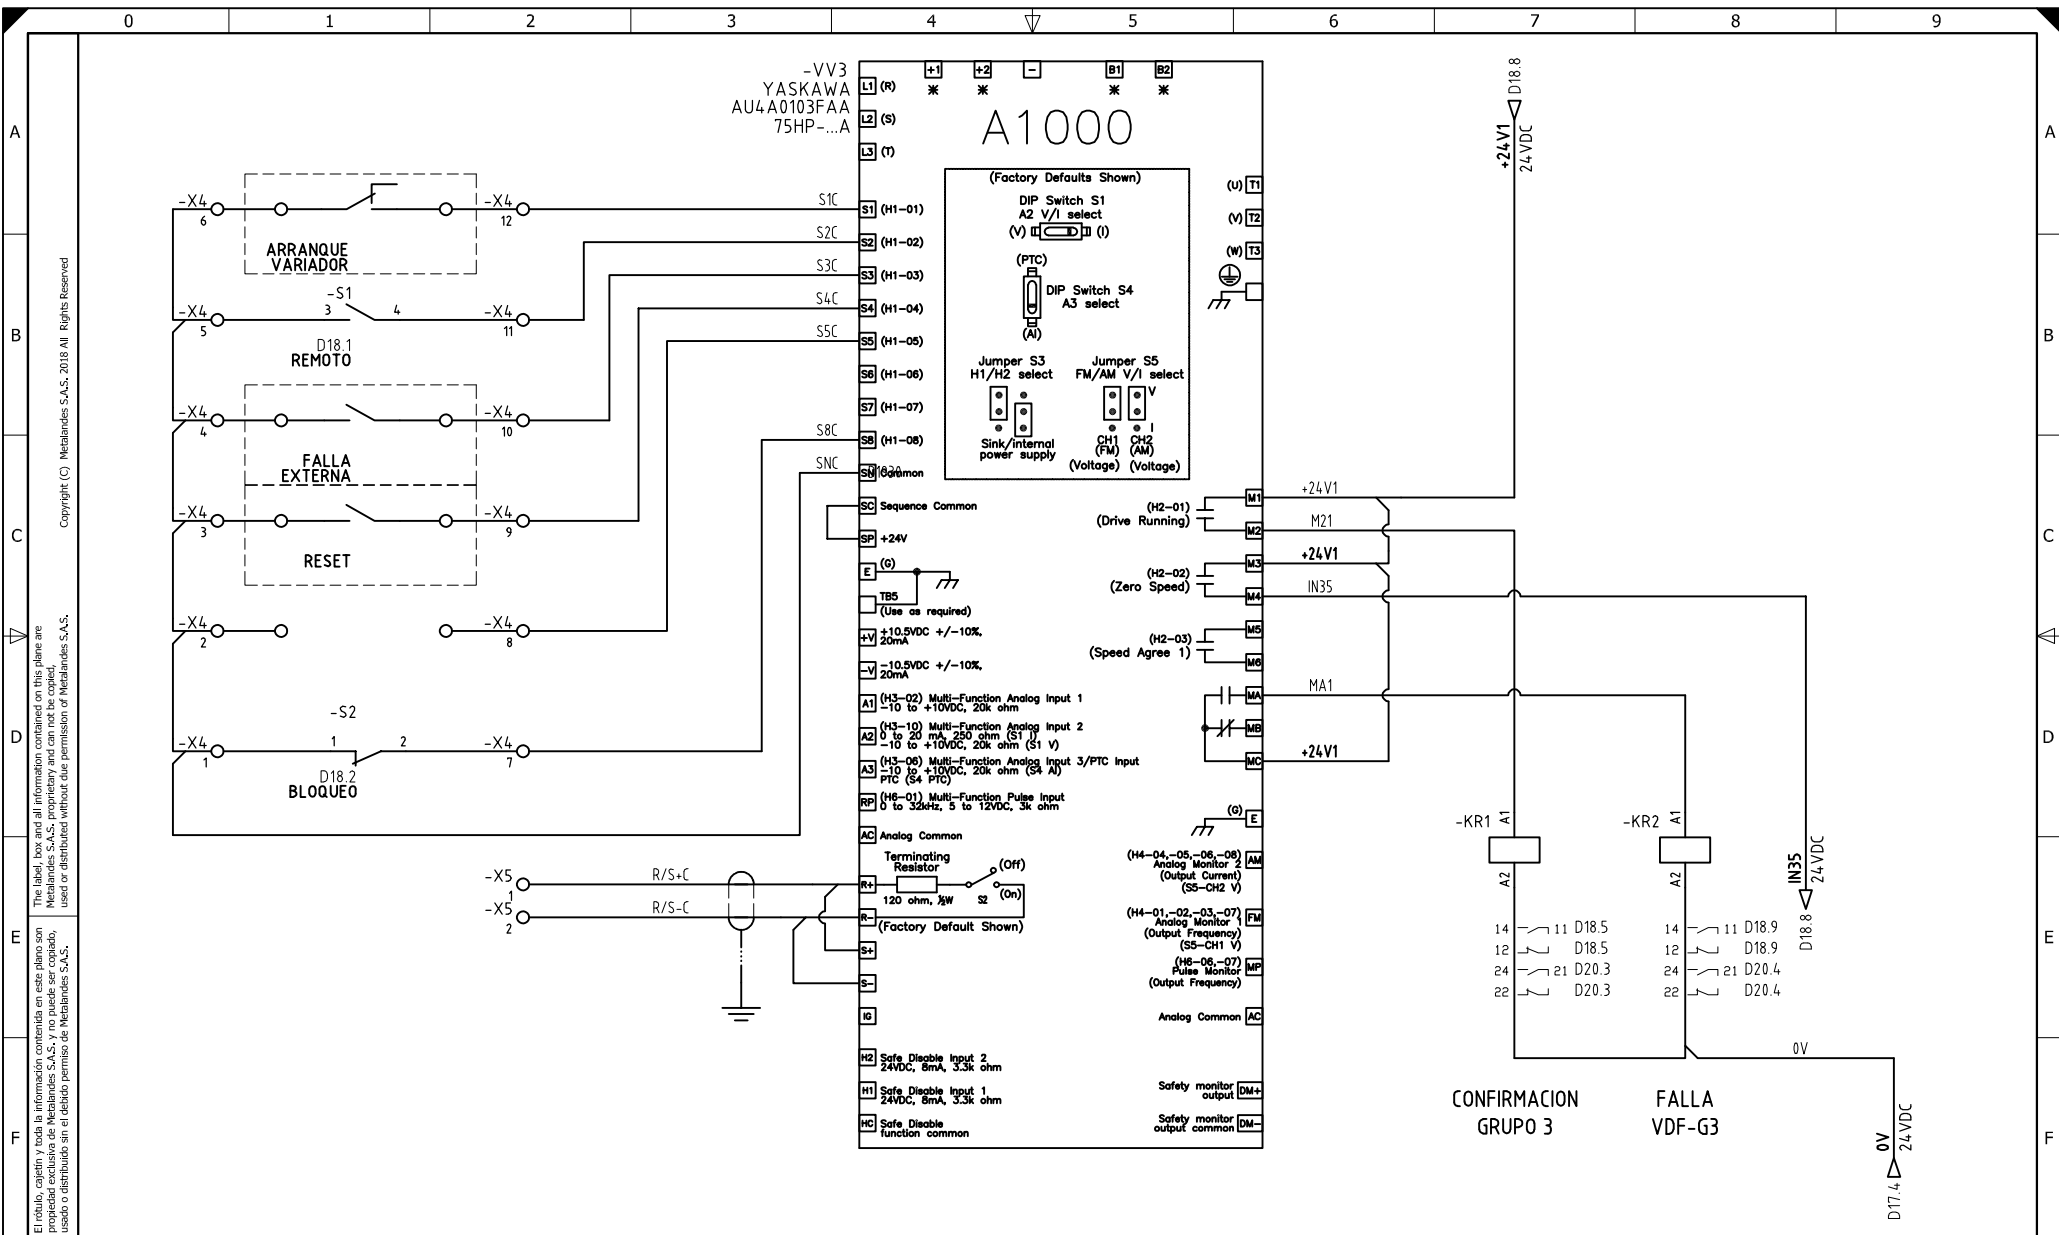 0 1 2 3 4 5 6 7 8 9
A
B
C
D
E
F
A
B
C
D
E
F
Copyright (C) Metalandes S.A.S. 2018 All Rights Reserved
The label, box and all information contained on this plane are
Metalandes S.A.S. proprietary and can not be copied,
used or distributed without due permission of Metalandes S.A.S.
El rótulo, cajetín y toda la información contenida en este plano son
propiedad exclusiva de Metalandes S.A.S. y no puede ser copiado,
usado o distribuido sin el debido permiso de Metalandes S.A.S.
-VV3
YASKAWA
AU4A0103FAA
75HP-...A
-X4
6
ARRANQUE
VARIADOR
-X4
12
S1C
-X4
5
-S1
3 4
D18.1
REMOTO
-X4
11
S2C
-X4
4
FALLA
EXTERNA
-X4
10
S3C
-X4
3
RESET
-X4
9
S4C
-X4
2
-X4
8
S5C
-X4
1
-S2
1 2
D18.2
BLOQUEO
-X4
7
S8C
SNC
-X5
1
R/S+C
-X5
2
R/S-C
+1 +2 - B1 B2
* * * *
A1000
L1 (R)
L2 (S)
L3 (T)
S1 (H1-01)
S2 (H1-02)
S3 (H1-03)
S4 (H1-04)
S5 (H1-05)
S6 (H1-06)
S7 (H1-07)
S8 (H1-08)
SN Common
SC Sequence Common
SP +24V
E (G)
TB5
(Use as required)
+V +10.5VDC +/-10%,
20mA
-V -10.5VDC +/-10%,
20mA
A1 (H3-02) Multi-Function Analog Input 1
-10 to +10VDC, 20k ohm
A2 (H3-10) Multi-Function Analog Input 2
0 to 20 mA, 250 ohm (S1 I)
-10 to +10VDC, 20k ohm (S1 V)
A3 (H3-06) Multi-Function Analog Input 3/PTC Input
-10 to +10VDC, 20k ohm (S4 AI)
PTC (S4 PTC)
RP (H6-01) Multi-Function Pulse Input
0 to 32kHz, 5 to 12VDC, 3k ohm
AC Analog Common
Terminating
Resistor
(Off)
(On)
R+
120 ohm, ½W S2
R-
(Factory Default Shown)
S+
S-
IG
H2 Safe Disable Input 2
24VDC, 8mA, 3.3k ohm
H1 Safe Disable Input 1
24VDC, 8mA, 3.3k ohm
HC Safe Disable
function common
(Factory Defaults Shown)
DIP Switch S1
A2 V/I select
(V) (I)
(PTC)
DIP Switch S4
A3 select
(AI)
Jumper S3
H1/H2 select
Sink/internal
power supply
Jumper S5
FM/AM V/I select
V
I
CH1 CH2
(FM) (AM)
(Voltage) (Voltage)
(U) T1
(V) T2
(W) T3
(H2-01)
(Drive Running)
M1
M2
(H2-02)
(Zero Speed)
M3
M4
(H2-03)
(Speed Agree 1)
M5
M6
MA
MB
MC
(G) E
(H4-04,-05,-06,-08)
Analog Monitor 2
(Output Current)
(S5-CH2 V)
AM
(H4-01,-02,-03,-07)
Analog Monitor 1
(Output Frequency)
(S5-CH1 V)
FM
(H6-06,-07)
Pulse Monitor
(Output Frequency)
MP
Analog Common AC
Safety monitor
output
DM+
Safety monitor
output common
DM-
+24V1
M21
+24V1
IN35
MA1
+24V1
D18.8
+24V1
24VDC
-KR1
A1
A2
14 11 D18.5
12 D18.5
24 21 D20.3
22 D20.3
-KR2
A1
A2
14 11 D18.9
12 D18.9
24 21 D20.4
22 D20.4
IN35
24VDC
D18.8
0V
CONFIRMACION
GRUPO 3
FALLA
VDF-G3
0V
24VDC
D17.4